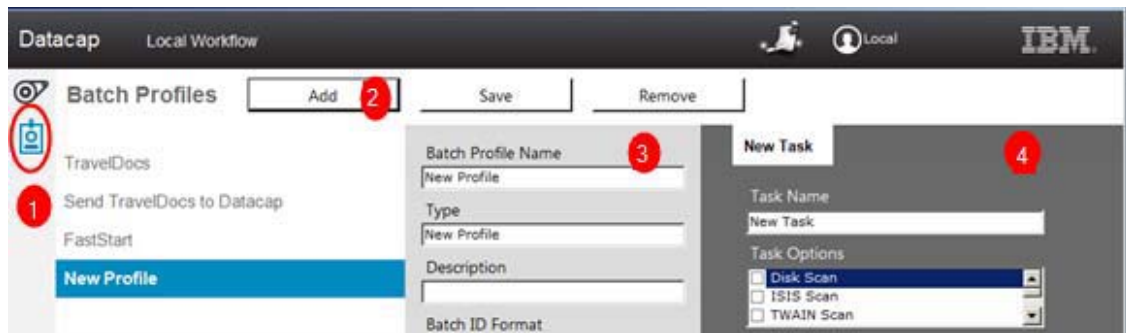 Datacap Local Workflow Local IBM
Batch Profiles Add 2 Save Remove
1
TravelDocs
Send TravelDocs to Datacap
FastStart
New Profile
3
Batch Profile Name
New Profile
Type
New Profile
Description
Batch ID Format
4
New Task
Task Name
New Task
Task Options
Disk Scan
ISIS Scan
TWAIN Scan